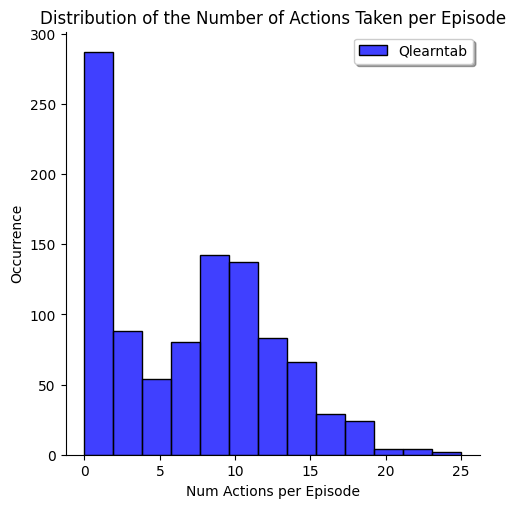 Distribution of the Number of Actions Taken per Episode
Qlearntab
300
250
200
150
100
50
0
Occurrence
0 5 10 15 20 25
Num Actions per Episode